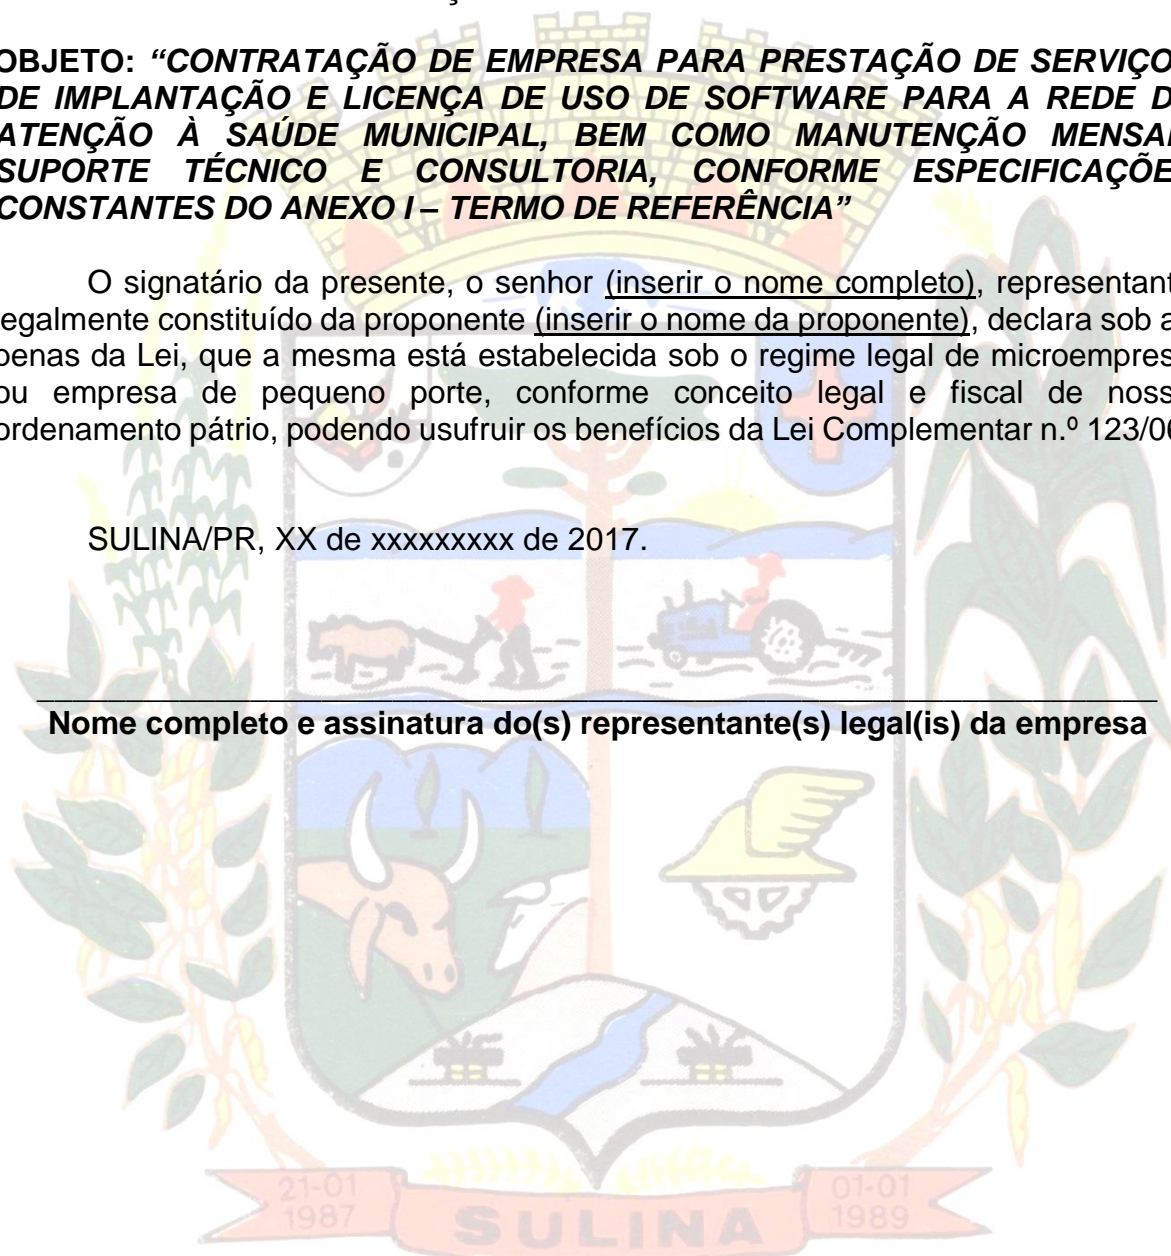 OBJETO: “CONTRATAÇÃO DE EMPRESA PARA PRESTAÇÃO DE SERVIÇO
DE IMPLANTAÇÃO E LICENÇA DE USO DE SOFTWARE PARA A REDE D
ATENÇÃO À SAÚDE MUNICIPAL, BEM COMO MANUTENÇÃO MENSAL
SUPORTE TÉCNICO E CONSULTORIA, CONFORME ESPECIFICAÇÕE
CONSTANTES DO ANEXO I – TERMO DE REFERÊNCIA”
O signatário da presente, o senhor (inserir o nome completo), representant
legalmente constituído da proponente (inserir o nome da proponente), declara sob a
penas da Lei, que a mesma está estabelecida sob o regime legal de microempres
ou empresa de pequeno porte, conforme conceito legal e fiscal de noss
ordenamento pátrio, podendo usufruir os benefícios da Lei Complementar n.º 123/06
SULINA/PR, XX de xxxxxxxxx de 2017.
Nome completo e assinatura do(s) representante(s) legal(is) da empresa
21-01
1987
SULINA
01-01
1989